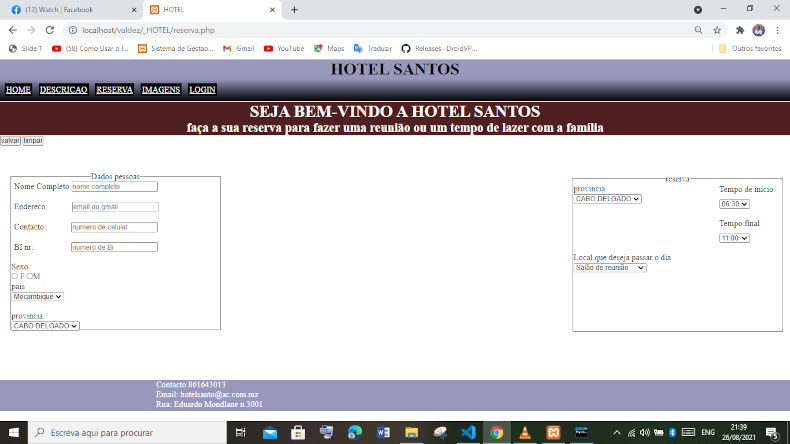 (12) Watch | Facebook
HOTEL
localhost/valdez/_HOTEL/reserva.php
Slide 1
(58) Como Usar o I...
Sistema de Gestao...
Gmail
YouTube
Maps
Traduzir
Releases - DroidVP...
Outros favoritos
HOTEL SANTOS
HOME DESCRICAO RESERVA IMAGENS LOGIN
SEJA BEM-VINDO A HOTEL SANTOS
faça a sua reserva para fazer uma reunião ou um tempo de lazer com a familia
salvar limpar
Dados pessoas
Nome Completo nome completo
Endereco email ou gmail
Contacto: numero de celular
BI nr: numero de Bi
Sexo
F M
pais
Mocambique
provincia
CABO DELGADO
reserva
provincia
CABO DELGADO
Tempo de inicio
06:30
Tempo final
11:00
Local que deseja passar o dia
Salão de reunião
Contacto 861643013
Email: hotelsanto@ac.com.mz
Rua: Eduardo Mondlane n 3001
Escreva aqui para procurar
ENG
21:39
26/08/2021